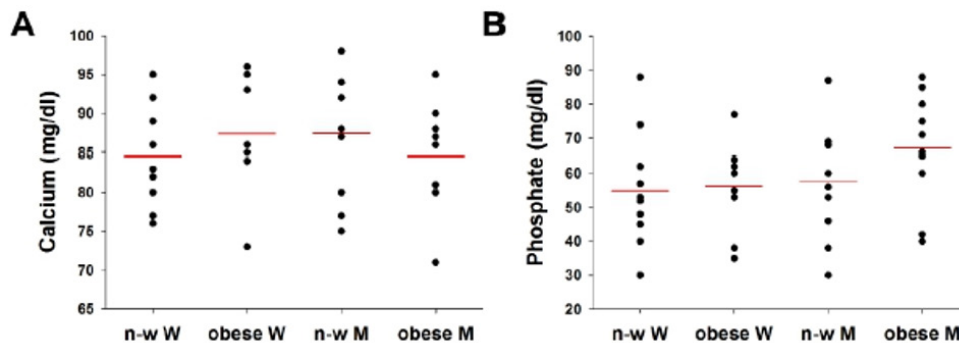 A
Calcium (mg/dl)
100
95
90
85
80
75
70
65
n-w W
obese W
n-w M
obese M
B
Phosphate (mg/dl)
100
90
80
70
60
50
40
30
20
n-w W
obese W
n-w M
obese M